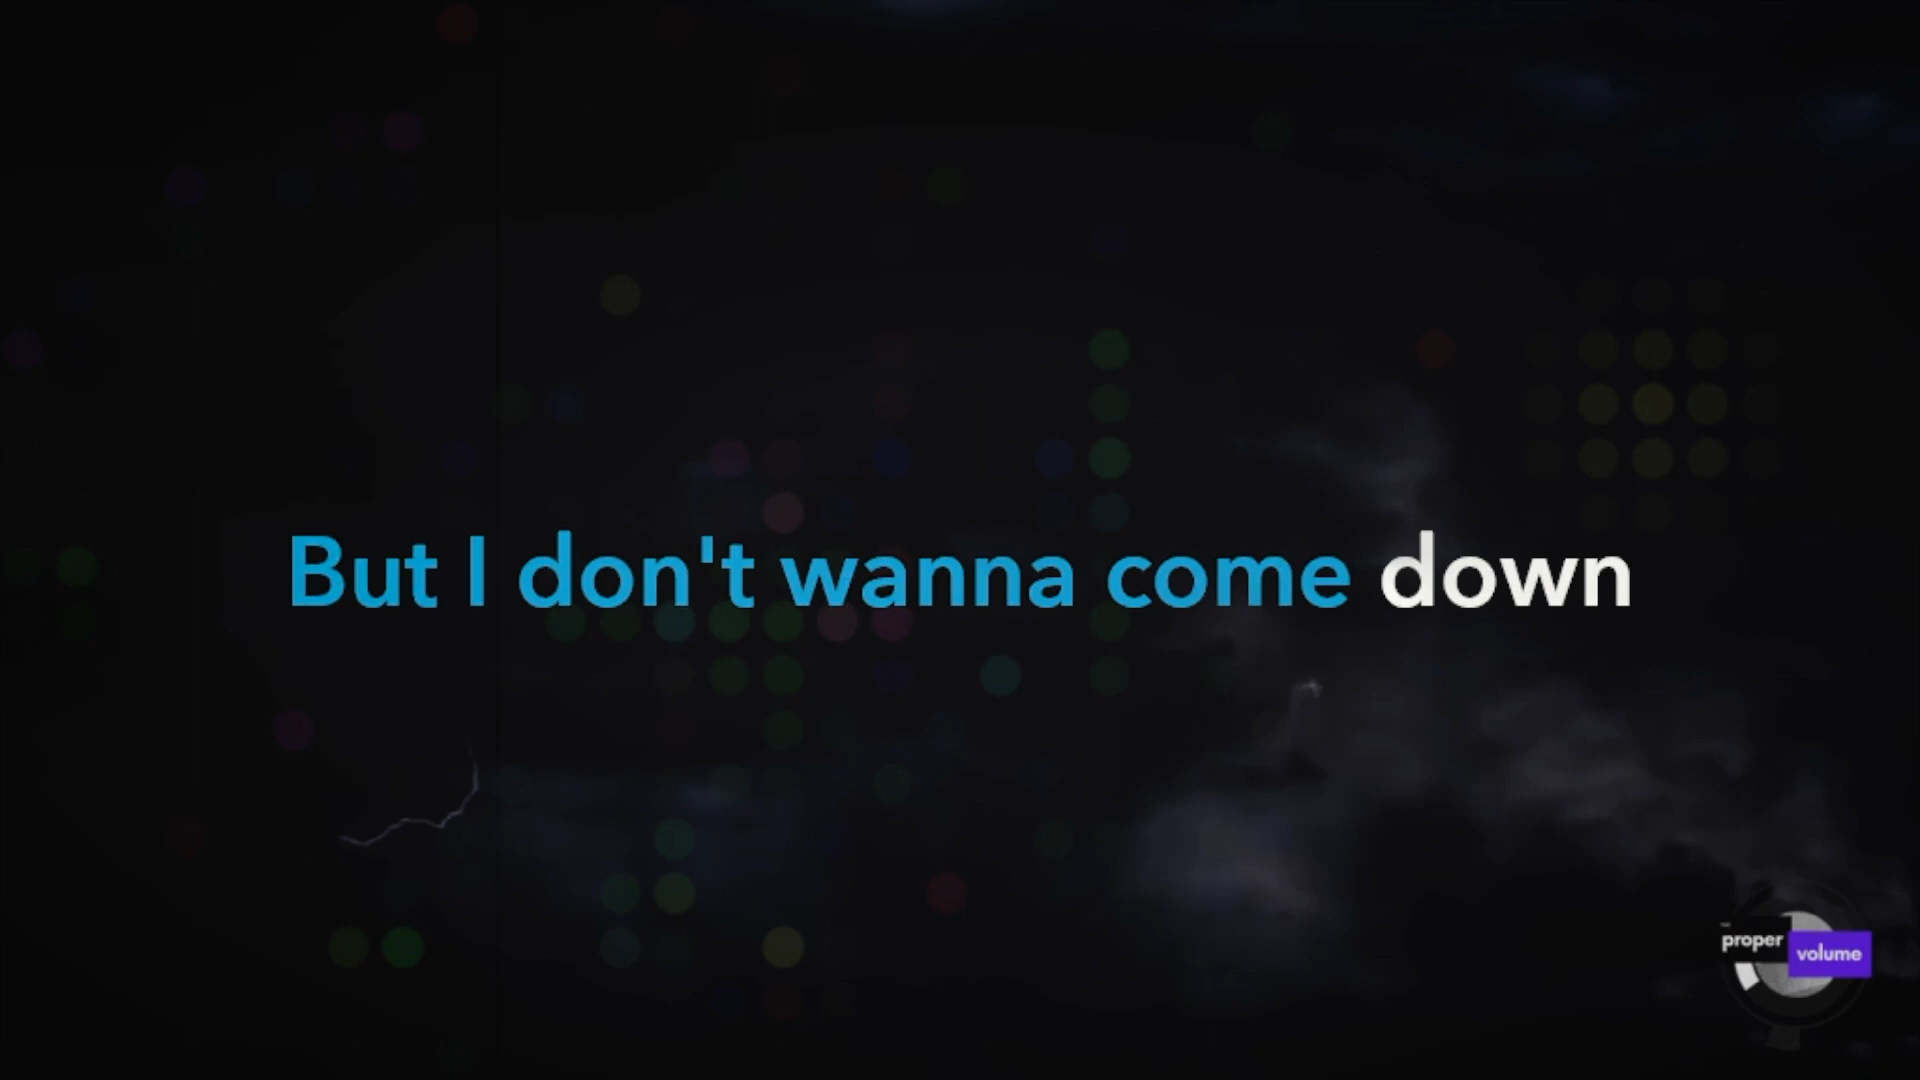 But I don't wanna come down
proper
volume